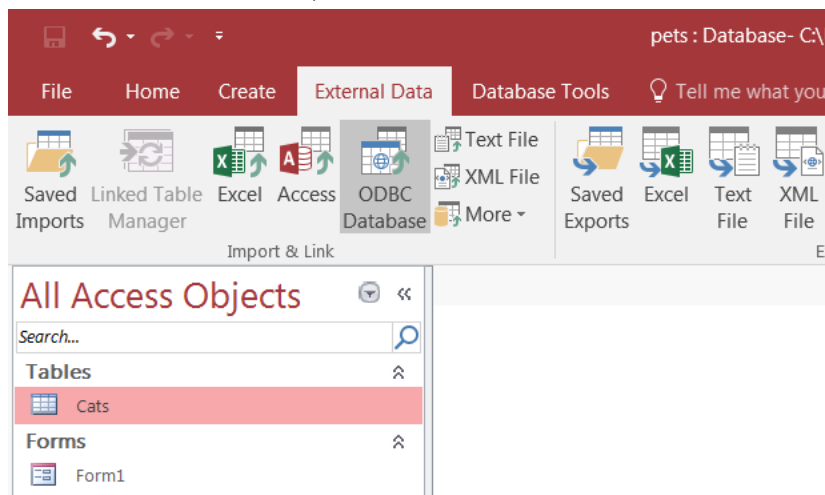 pets : Database- C:\
File Home Create External Data Database Tools Tell me what you
Saved Imports
Linked Table Manager
Excel
Access
ODBC Database
Text File
XML File
More
Saved Exports
Excel
Text File
XML File
Import & Link
E
All Access Objects
Search...
Tables
Cats
Forms
Form1